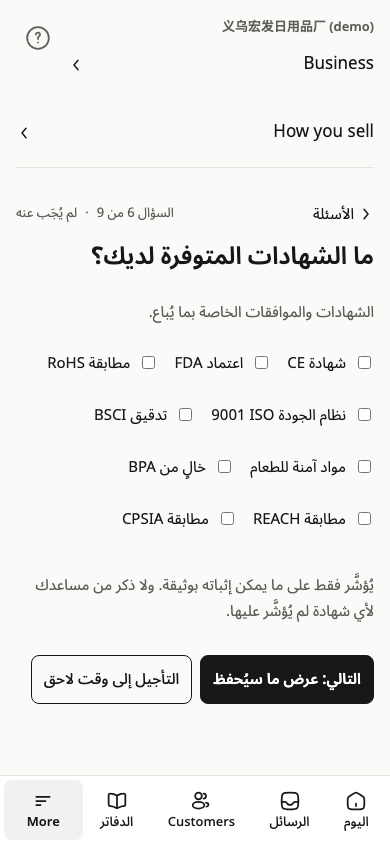 义乌宏发日用品厂 (demo)
Business
How you sell
الأسئلة
السؤال 6 من 9 · لم يُجَب عنه
ما الشهادات المتوفرة لديك؟
الشهادات والموافقات الخاصة بما يُباع.
شهادة CE
اعتماد FDA
مطابقة RoHS
نظام الجودة ISO 9001
تدقيق BSCI
مواد آمنة للطعام
خالٍ من BPA
مطابقة REACH
مطابقة CPSIA
يُؤشَّر فقط على ما يمكن إثباته بوثيقة. ولا ذكر من مساعدك
لأي شهادة لم يُؤشَّر عليها.
التالي: عرض ما سيُحفظ
التأجيل إلى وقت لاحق
اليوم
الرسائل
Customers
الدفاتر
More